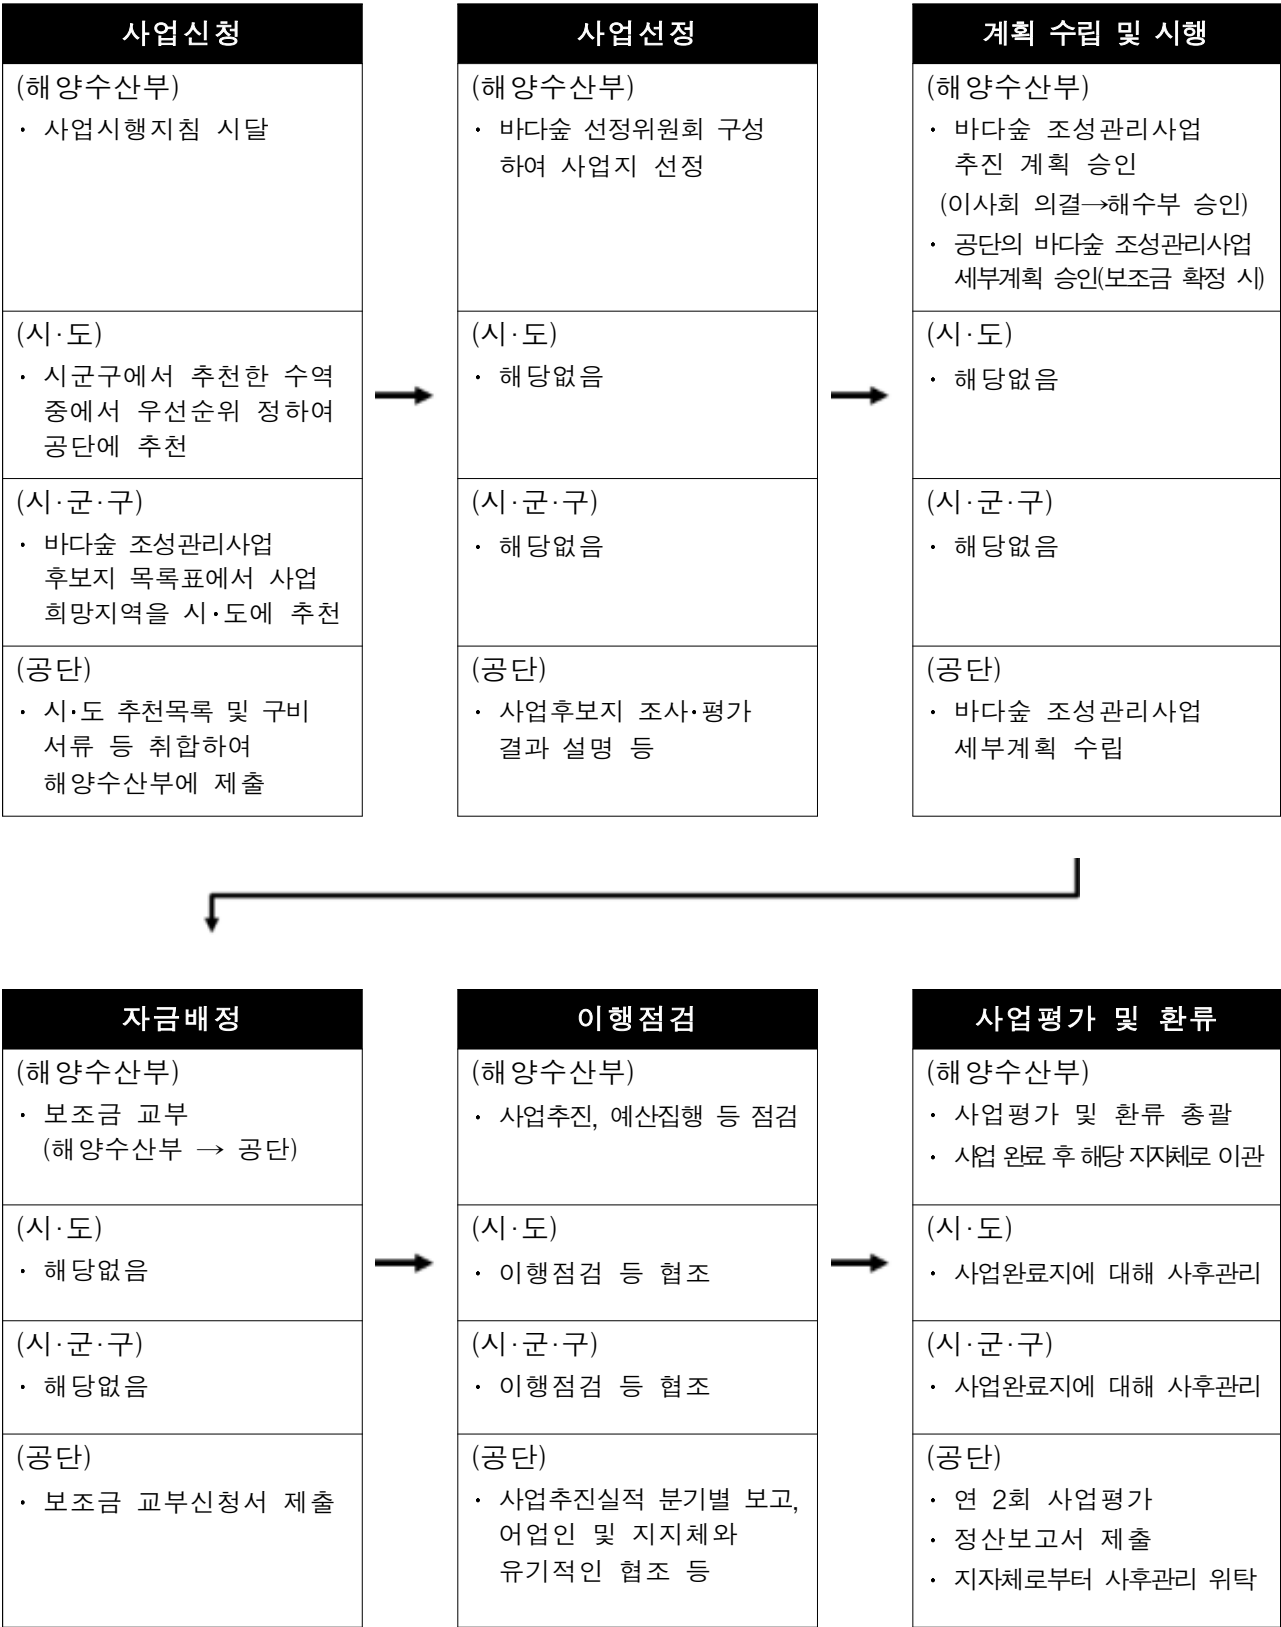 사업신청
(해양수산부)
· 사업시행지침 시달
(시·도)
· 시군구에서 추천한 수역
중에서 우선순위 정하여
공단에 추천
(시·군·구)
· 바다숲 조성관리사업
후보지 목록표에서 사업
희망지역을 시·도에 추천
(공단)
· 시·도 추천목록 및 구비
서류 등 취합하여
해양수산부에 제출
사업선정
(해양수산부)
· 바다숲 선정위원회 구성
하여 사업지 선정
(시·도)
· 해당없음
(시·군·구)
· 해당없음
(공단)
· 사업후보지 조사·평가
결과 설명 등
계획 수립 및 시행
(해양수산부)
· 바다숲 조성관리사업
추진 계획 승인
(이사회 의결→해수부 승인)
· 공단의 바다숲 조성관리사업
세부계획 승인(보조금 확정 시)
(시·도)
· 해당없음
(시·군·구)
· 해당없음
(공단)
· 바다숲 조성관리사업
세부계획 수립
자금배정
(해양수산부)
· 보조금 교부
(해양수산부 → 공단)
(시·도)
· 해당없음
(시·군·구)
· 해당없음
(공단)
· 보조금 교부신청서 제출
이행점검
(해양수산부)
· 사업추진, 예산집행 등 점검
(시·도)
· 이행점검 등 협조
(시·군·구)
· 이행점검 등 협조
(공단)
· 사업추진실적 분기별 보고,
어업인 및 지지체와
유기적인 협조 등
사업평가 및 환류
(해양수산부)
· 사업평가 및 환류 총괄
· 사업 완료 후 해당 지자체로 이관
(시·도)
· 사업완료지에 대해 사후관리
(시·군·구)
· 사업완료지에 대해 사후관리
(공단)
· 연 2회 사업평가
· 정산보고서 제출
· 지자체로부터 사후관리 위탁